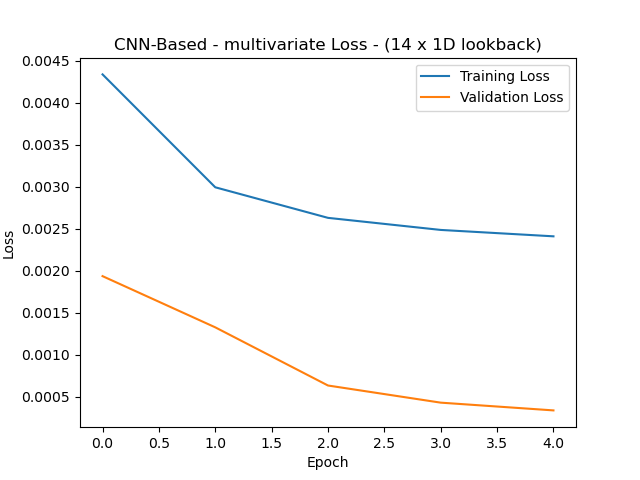 CNN-Based - multivariate Loss - (14 x 1D lookback)
Training Loss
Validation Loss
0.0045
0.0040
0.0035
0.0030
0.0025
0.0020
0.0015
0.0010
0.0005
Loss
0.0 0.5 1.0 1.5 2.0 2.5 3.0 3.5 4.0
Epoch